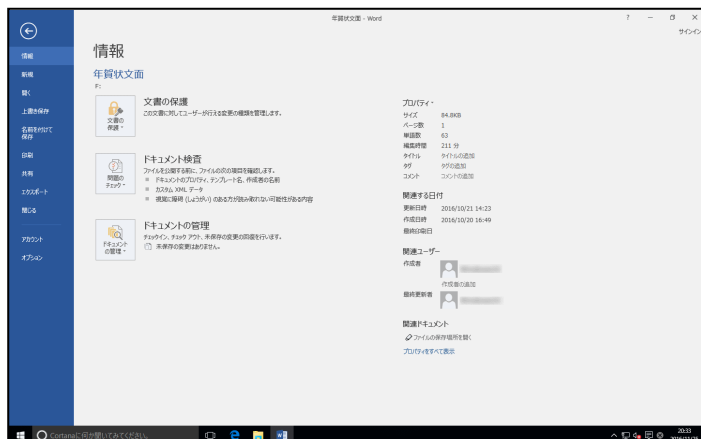 年賀状文面 - Word
サインイン
情報
新規
開く
上書き保存
名前を付けて
保存
印刷
共有
エクスポート
閉じる
アカウント
オプション
情報
年賀状文面
F:
文書の
保護
文書の保護
この文書に対してユーザーが行える変更の種類を管理します。
問題の
チェック
ドキュメント検査
ファイルを公開する前に、ファイルの次の項目を確認します。
ドキュメントのプロパティ、テンプレート名、作成者の名前
カスタム XML データ
視覚に障碍 (しょうがい) のある方が読み取れない可能性がある内容
ドキュメント
の管理
ドキュメントの管理
チェックイン、チェック アウト、未保存の変更の回復を行います。
未保存の変更はありません。
プロパティ
サイズ 84.8KB
ページ数 1
単語数 63
編集時間 211 分
タイトル タイトルの追加
タグ タグの追加
コメント コメントの追加
関連する日付
更新日時 2016/10/21 14:23
作成日時 2016/10/20 16:49
最終印刷日
関連ユーザー
作成者
作成者の追加
最終更新者
関連ドキュメント
ファイルの保存場所を開く
プロパティをすべて表示
Cortanaに何か聞いてみてください。
20:33